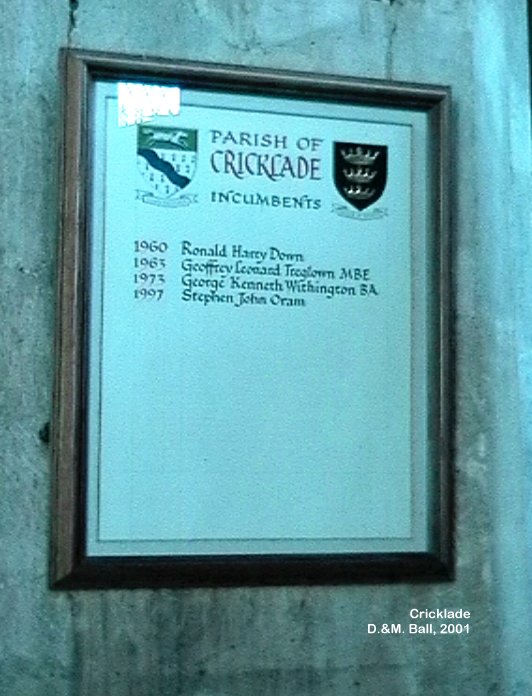 PARISH OF
CRICKLADE
INCUMBENTS
1960 Ronald Harry Down
1963 Geoffrey Leonard Treglown MBE
1973 George Kenneth Withington BA
1997 Stephen John Oram
Cricklade
D.&M. Ball, 2001